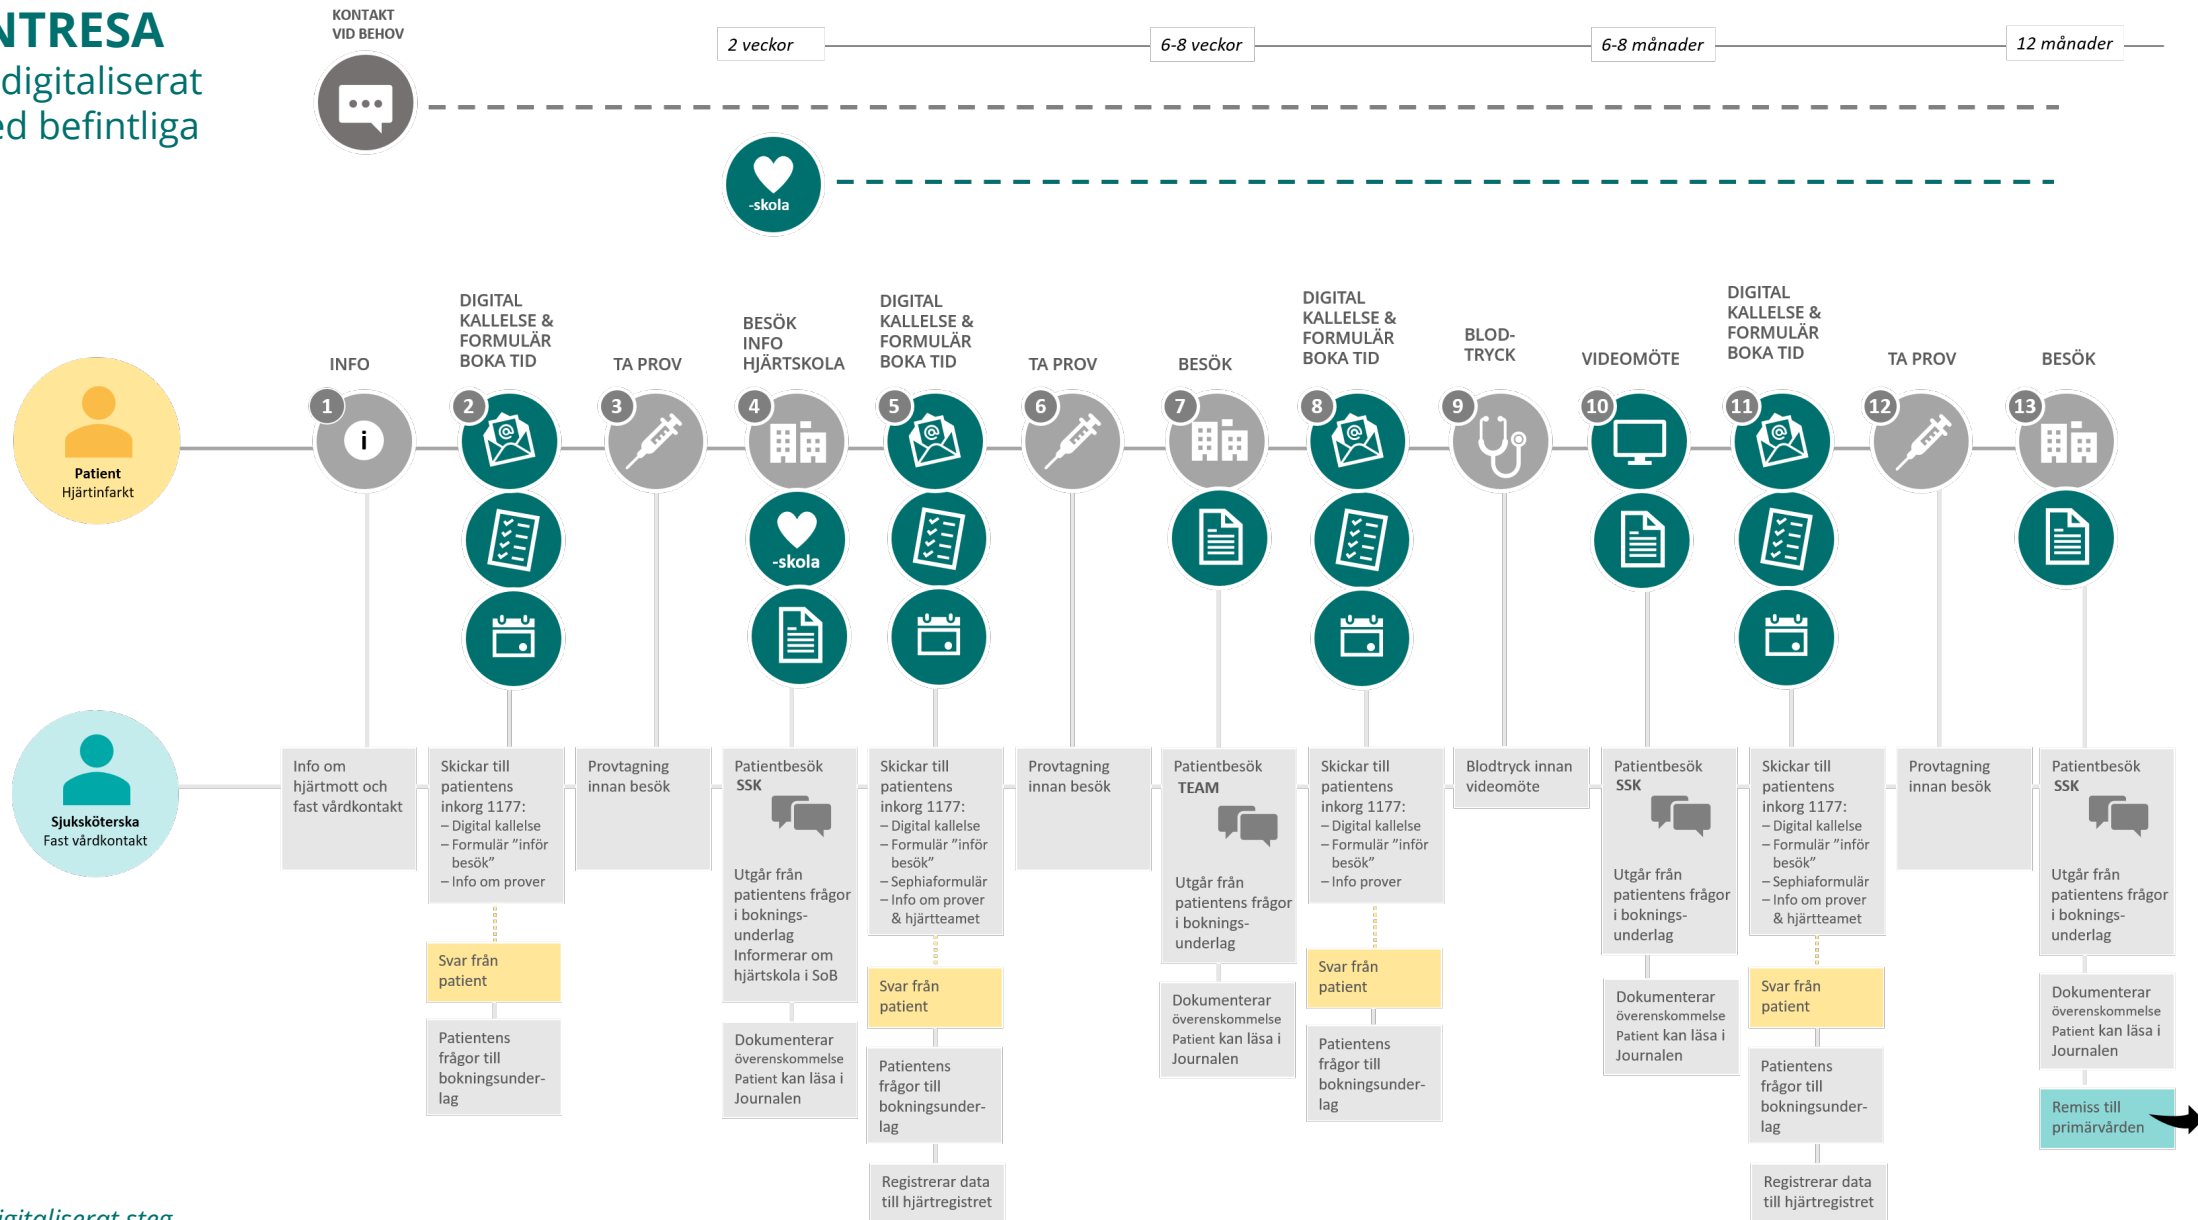 NTRESA
digitaliserat
ed befintliga
KONTAKT
VID BEHOV
2 veckor
6-8 veckor
6-8 månader
12 månader
-skola
INFO
DIGITAL
KALLELSE &
FORMULÄR
BOKA TID
TA PROV
BESÖK
INFO
HJÄRTSKOLA
DIGITAL
KALLELSE &
FORMULÄR
BOKA TID
TA PROV
BESÖK
DIGITAL
KALLELSE &
FORMULÄR
BOKA TID
BLOD-
TRYCK
VIDEOMÖTE
DIGITAL
KALLELSE &
FORMULÄR
BOKA TID
TA PROV
BESÖK
1
2
3
4
5
6
7
8
9
10
11
12
13
i
Patient
Hjärtinfarkt
-skola
Sjuksköterska
Fast vårdkontakt
Info om
hjärtmott och
fast vårdkontakt
Skickar till
patientens
inkorg 1177:
– Digital kallelse
– Formulär ”inför
besök”
– Info om prover
Svar från
patient
Patientens
frågor till
bokningsunder-
lag
Provtagning
innan besök
Patientbesök
SSK
Utgår från
patientens frågor
i boknings-
underlag
Informerar om
hjärtskola i SoB
Dokumenterar
överenskommelse
Patient kan läsa i
Journalen
Skickar till
patientens
inkorg 1177:
– Digital kallelse
– Formulär ”inför
besök”
– Sephiaformulär
– Info om prover
& hjärtteamet
Svar från
patient
Patientens
frågor till
bokningsunder-
lag
Registrerar data
till hjärtregistret
Provtagning
innan besök
Patientbesök
TEAM
Utgår från
patientens frågor
i boknings-
underlag
Dokumenterar
överenskommelse
Patient kan läsa i
Journalen
Skickar till
patientens
inkorg 1177:
– Digital kallelse
– Formulär ”inför
besök”
– Info prover
Svar från
patient
Patientens
frågor till
bokningsunder-
lag
Blodtryck innan
videomöte
Patientbesök
SSK
Utgår från
patientens frågor
i boknings-
underlag
Dokumenterar
överenskommelse
Patient kan läsa i
Journalen
Skickar till
patientens
inkorg 1177:
– Digital kallelse
– Formulär ”inför
besök”
– Sephiaformulär
– Info om prover
& hjärtteamet
Svar från
patient
Patientens
frågor till
bokningsunder-
lag
Registrerar data
till hjärtregistret
Provtagning
innan besök
Patientbesök
SSK
Utgår från
patientens frågor
i boknings-
underlag
Dokumenterar
överenskommelse
Patient kan läsa i
Journalen
Remiss till
primärvården
igitaliserat steg